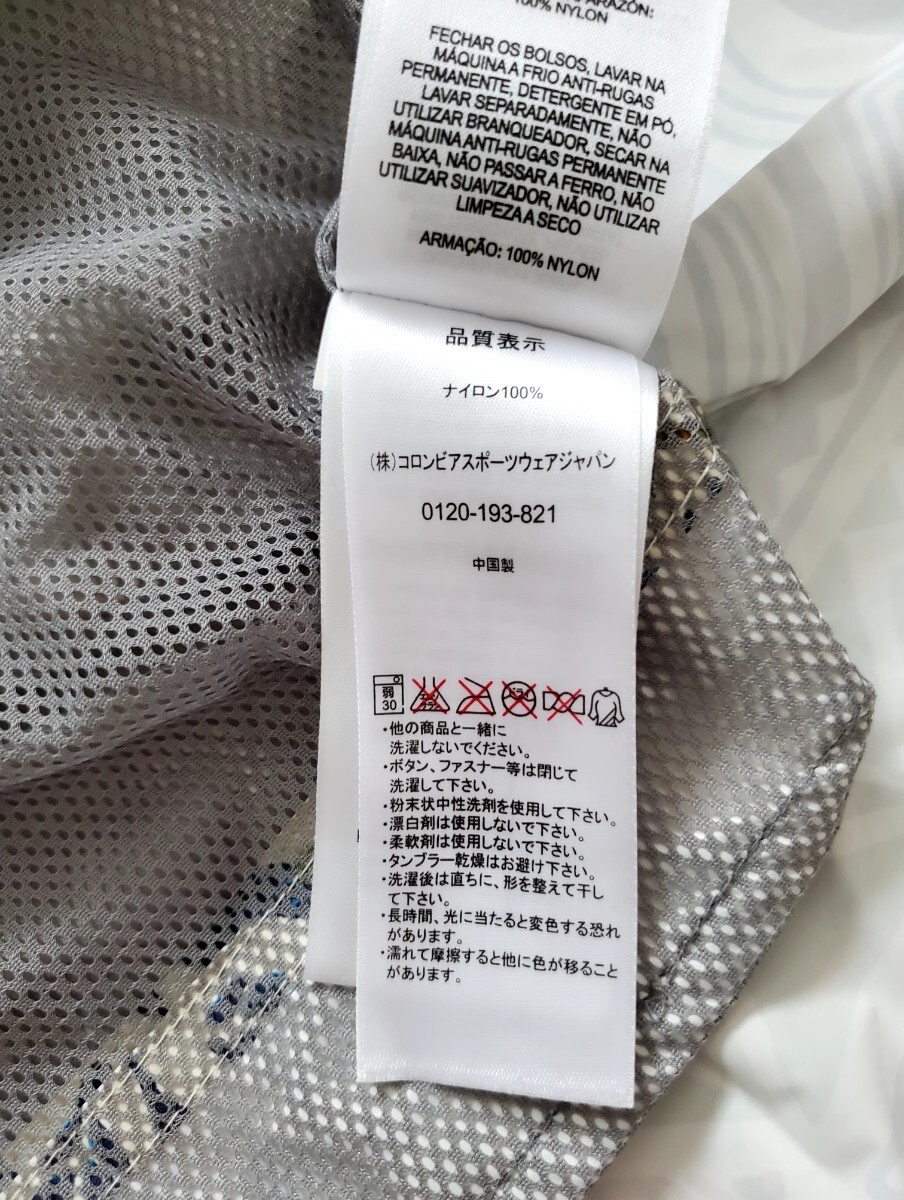 ARAZÓN:
100% NYLON
FECHAR OS BOLSOS, LAVAR NA
MÁQUINA A FRIO ANTI-RUGAS
PERMANENTE, DETERGENTE EM PÓ,
LAVAR SEPARADAMENTE, NÃO
UTILIZAR BRANQUEADOR, SECAR NA
MÁQUINA ANTI-RUGAS PERMANENTE
BAIXA, NÃO PASSAR A FERRO, NÃO
UTILIZAR SUAVIZADOR, NÃO UTILIZAR
LIMPEZA A SECO
ARMAÇÃO: 100% NYLON
品質表示
ナイロン100%
(株)コロンビアスポーツウェアジャパン
0120-193-821
中国製
弱
30
エンソ
サラシ
ドライ
・他の商品と一緒に
洗濯しないでください。
・ボタン、ファスナー等は閉じて
洗濯して下さい。
・粉末状中性洗剤を使用して下さい。
・漂白剤は使用しないで下さい。
・柔軟剤は使用しないで下さい。
・タンブラー乾燥はお避け下さい。
・洗濯後は直ちに、形を整えて干し
て下さい。
・長時間、光に当たると変色する恐れ
があります。
・濡れて摩擦すると他に色が移ること
があります。